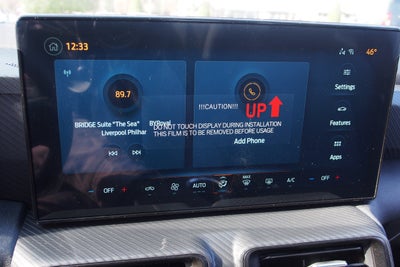 12:33
46°
89.7
!!!CAUTION!!!
UP
BRIDGE Suite "The Sea" BYRoyal
Liverpool Philhar
DO NOT TOUCH DISPLAY DURING INSTALLATION
THIS FILM IS TO BE REMOVED BEFORE USAGE
Add Phone
Settings
Features
Apps
- OFF + AUTO MAX A/C - OFF +